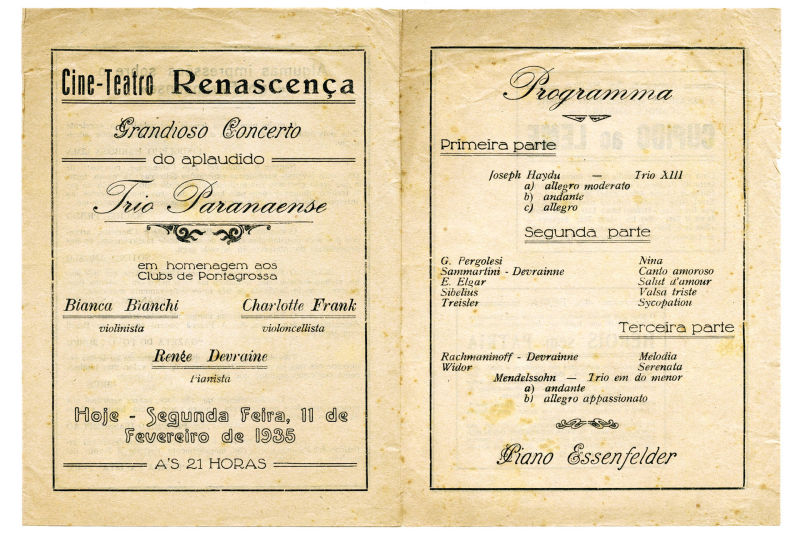 Cine-Teatro Renascença
Grandioso Concerto
do aplaudido
Trio Paranaense
em homenagem aos
Clubs de Pontagrossa
Bianca Bianchi
Charlotte Frank
violinista
violoncellista
Renée Devraine
Pianista
Hoje - Segunda Feira, 11 de
Fevereiro de 1935
A'S 21 HORAS
Programma
Primeira parte
Joseph Haydu — Trio XIII
a) allegro moderato
b) andante
c) allegro
Segunda parte
G. Pergolesi Nina
Sammartini - Devrainne Canto amoroso
E. Elgar Salut d'amour
Sibelius Valsa triste
Treisler Sycopatiou
Terceira parte
Rachmaninoff - Devrainne Melodia
Widor Serenata
Mendelssohn — Trio em do menor
a) andante
b) allegro appassionato
Piano Essenfelder